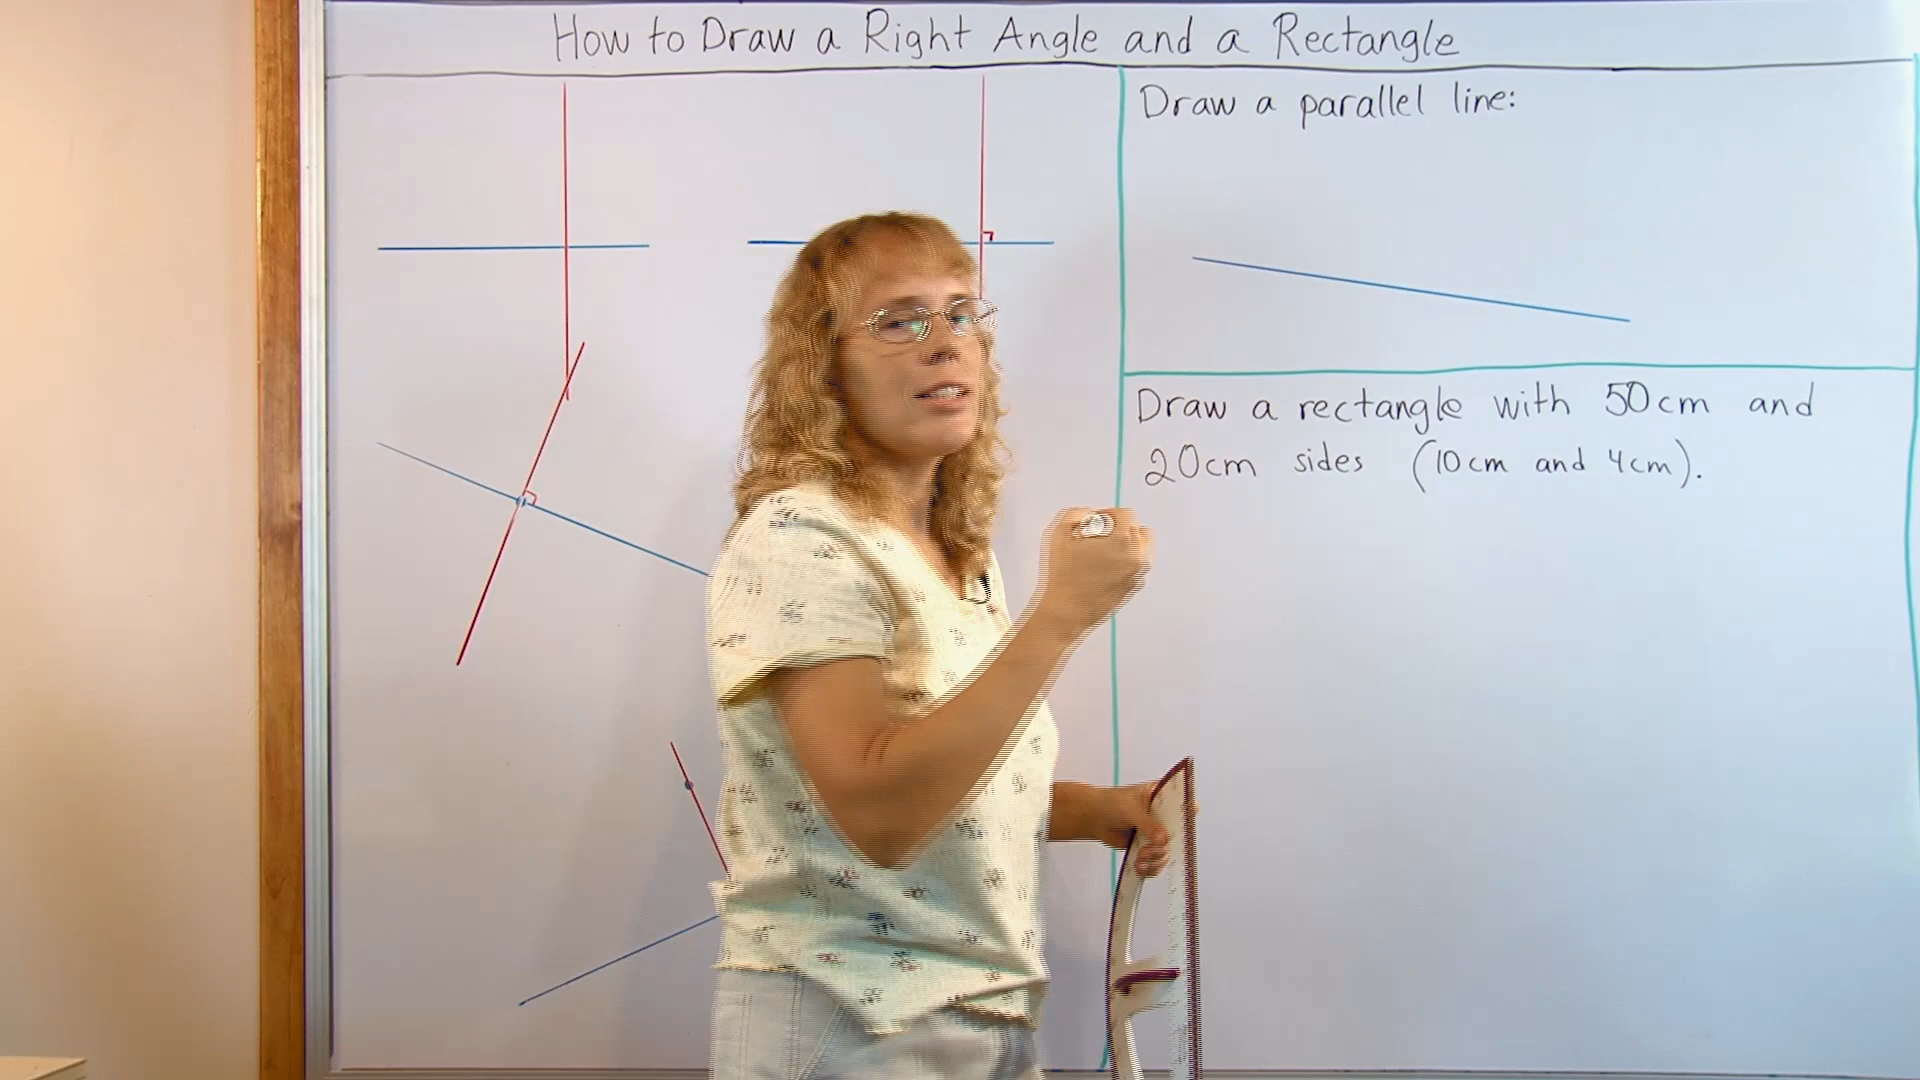 How to Draw a Right Angle and a Rectangle
Draw a parallel line:
Draw a rectangle with 50cm and
20cm sides (10cm and 4cm).